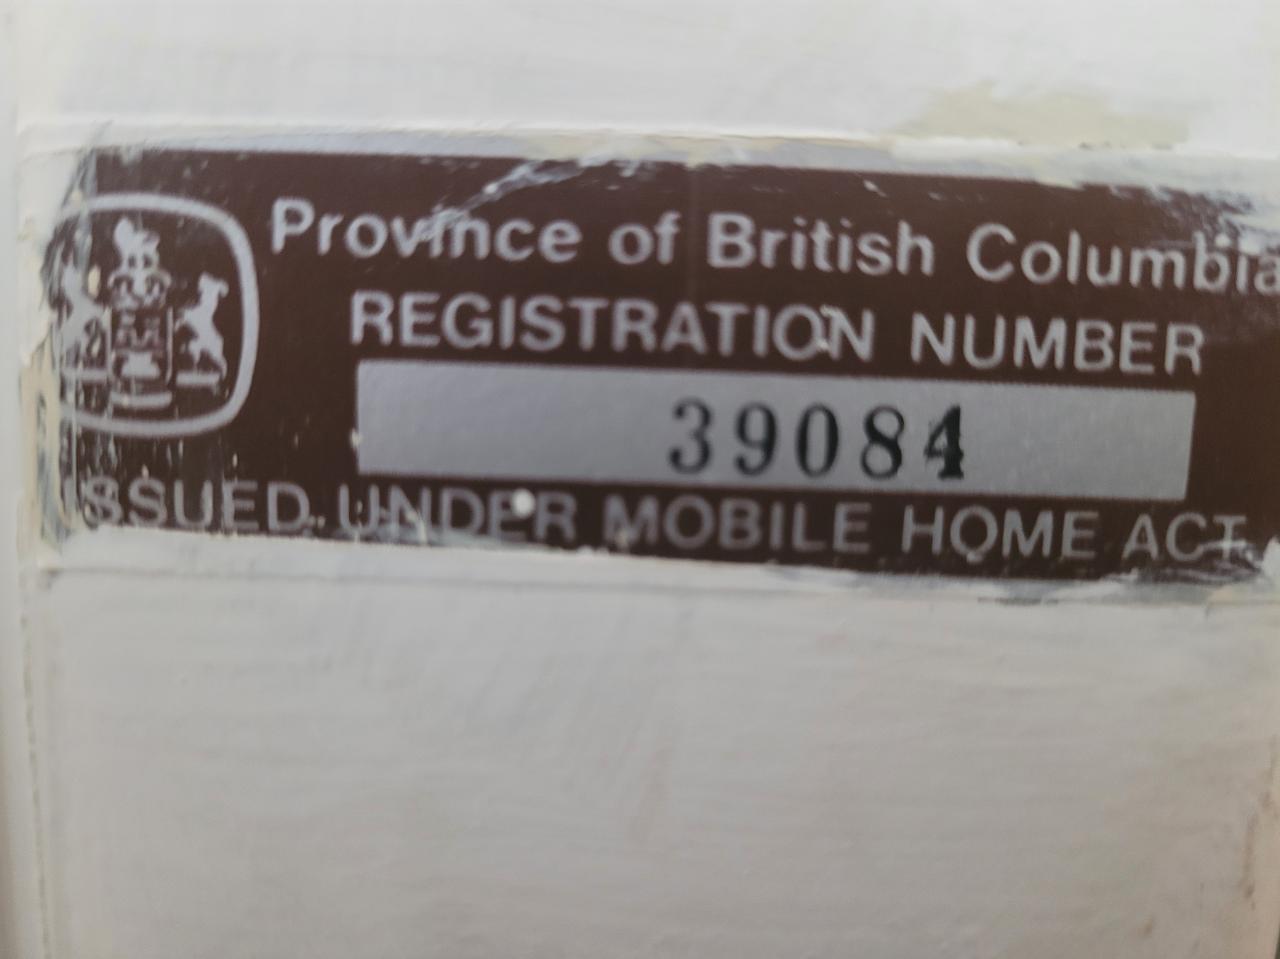 Province of British Columbia
REGISTRATION NUMBER
39084
ISSUED UNDER MOBILE HOME ACT